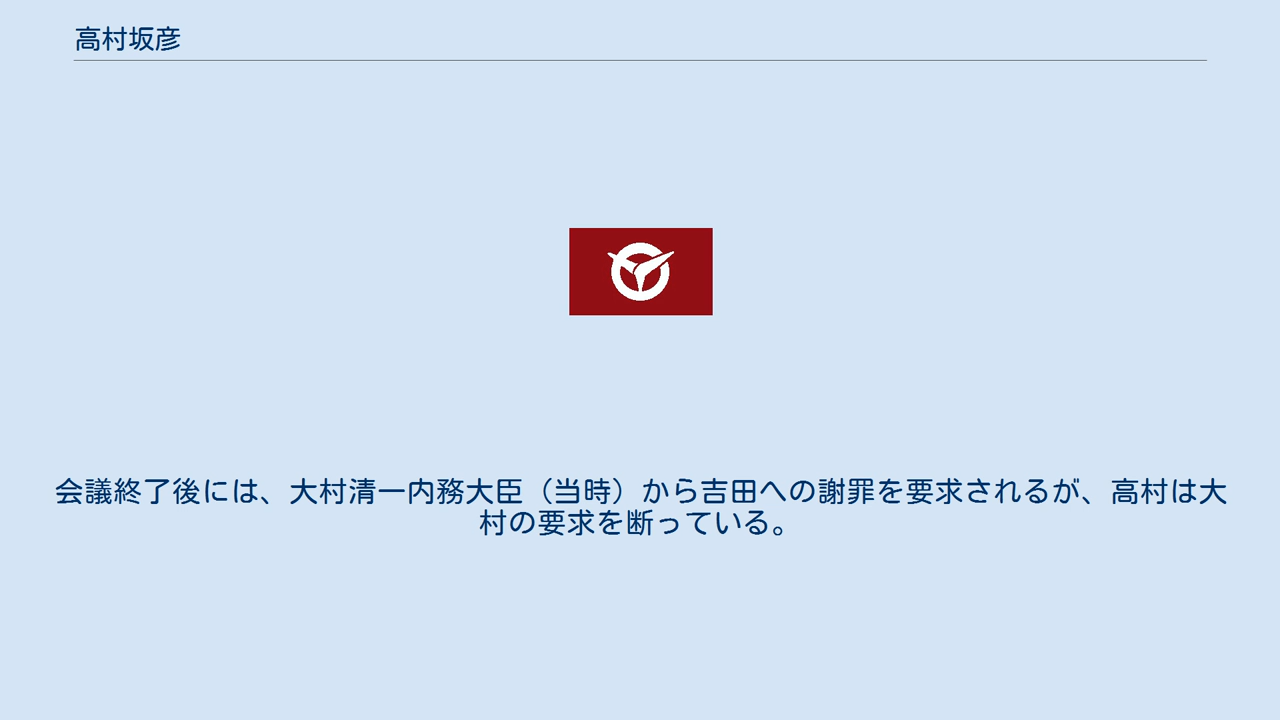 高村坂彦
会議終了後には、大村清一内務大臣（当時）から吉田への謝罪を要求されるが、高村は大
村の要求を断っている。